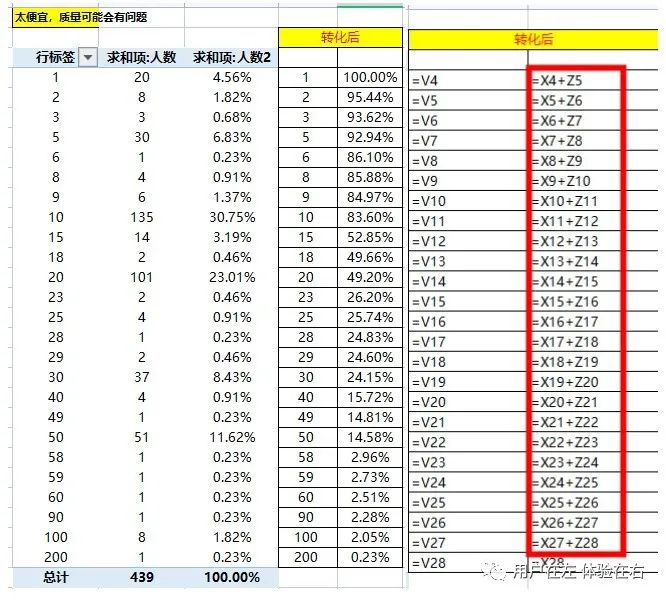 太便宜，质量可能会有问题
转化后 转化后
行标签 求和项:人数 求和项:人数2
1 20 4.56% 1 100.00% =V4 =X4+Z5
2 8 1.82% 2 95.44% =V5 =X5+Z6
3 3 0.68% 3 93.62% =V6 =X6+Z7
5 30 6.83% 5 92.94% =V7 =X7+Z8
6 1 0.23% 6 86.10% =V8 =X8+Z9
8 4 0.91% 8 85.88% =V9 =X9+Z10
9 6 1.37% 9 84.97% =V10 =X10+Z11
10 135 30.75% 10 83.60% =V11 =X11+Z12
15 14 3.19% 15 52.85% =V12 =X12+Z13
18 2 0.46% 18 49.66% =V13 =X13+Z14
20 101 23.01% 20 49.20% =V14 =X14+Z15
23 2 0.46% 23 26.20% =V15 =X15+Z16
25 4 0.91% 25 25.74% =V16 =X16+Z17
28 1 0.23% 28 24.83% =V17 =X17+Z18
29 2 0.46% 29 24.60% =V18 =X18+Z19
30 37 8.43% 30 24.15% =V19 =X19+Z20
40 4 0.91% 40 15.72% =V20 =X20+Z21
49 1 0.23% 49 14.81% =V21 =X21+Z22
50 51 11.62% 50 14.58% =V22 =X22+Z23
58 1 0.23% 58 2.96% =V23 =X23+Z24
59 1 0.23% 59 2.73% =V24 =X24+Z25
60 1 0.23% 60 2.51% =V25 =X25+Z26
90 1 0.23% 90 2.28% =V26 =X26+Z27
100 8 1.82% 100 2.05% =V27 =X27+Z28
200 1 0.23% 200 0.23% =V28 =X28
总计 439 100.00%
用户在左 体验在右